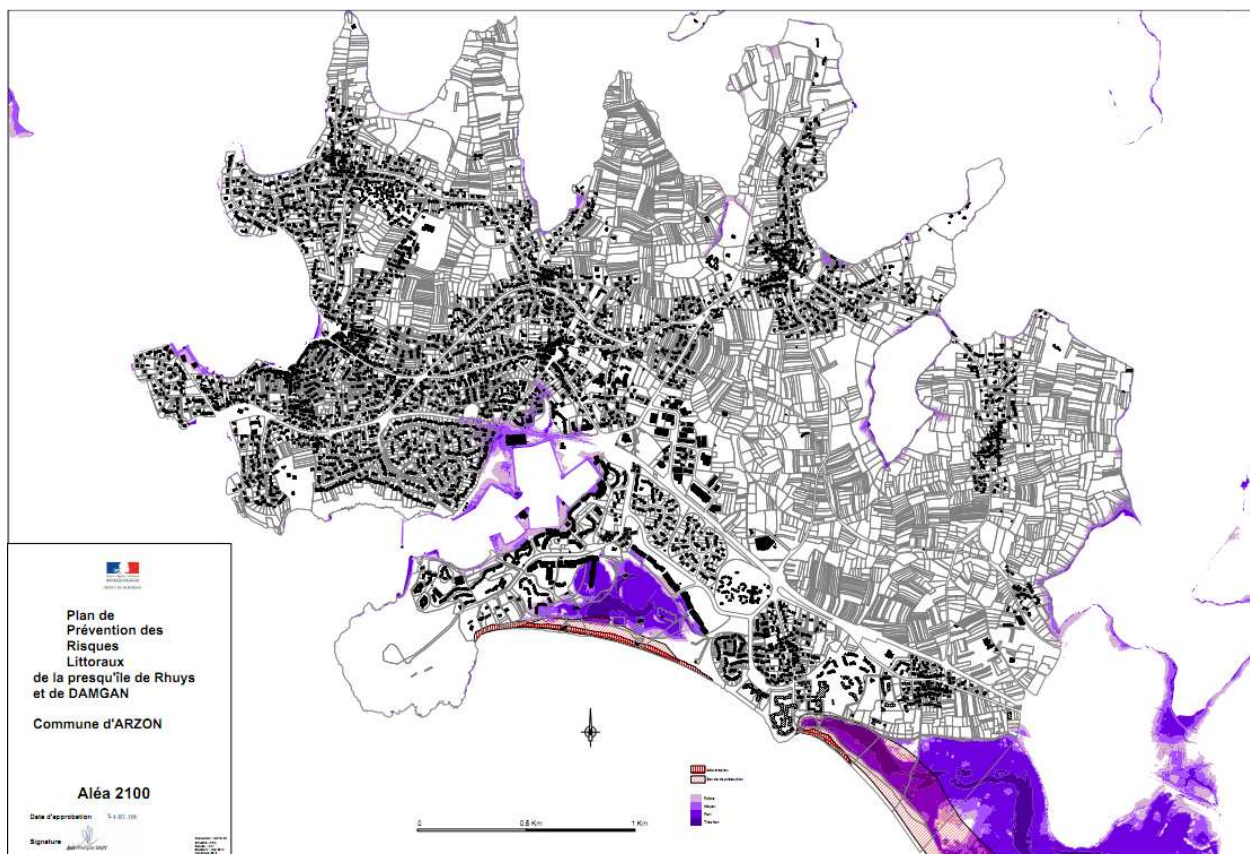 Plan de
Prévention des
Risques
Littoraux
de la presqu'île de Rhuys
et de DAMGAN
Commune d'ARZON
Aléa 2100
Date d'approbation
Signature
0
0.5 Km
1 Km
Faible
Moyen
Fort
Très fort